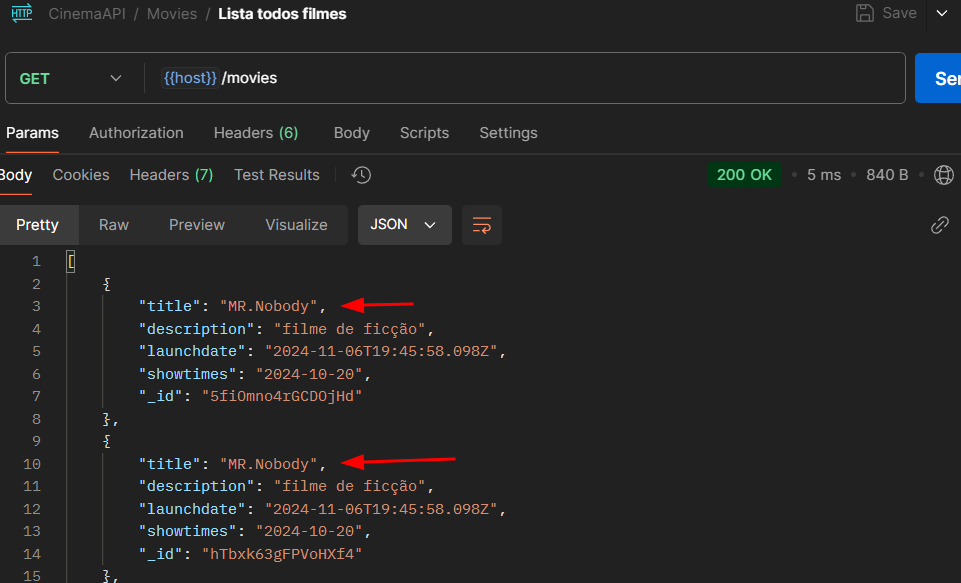 HTTP CinemaAPI / Movies / Lista todos filmes Save
GET {{host}} /movies Ser
Params Authorization Headers (6) Body Scripts Settings
Body Cookies Headers (7) Test Results 200 OK • 5 ms • 840 B •
Pretty Raw Preview Visualize JSON
1 [
2 {
3 "title": "MR.Nobody",
4 "description": "filme de ficção",
5 "launchdate": "2024-11-06T19:45:58.098Z",
6 "showtimes": "2024-10-20",
7 "_id": "5fiOmno4rGCDOjHd"
8 },
9 {
10 "title": "MR.Nobody",
11 "description": "filme de ficção",
12 "launchdate": "2024-11-06T19:45:58.098Z",
13 "showtimes": "2024-10-20",
14 "_id": "hTbxk63gFPVoHXf4"
15 },